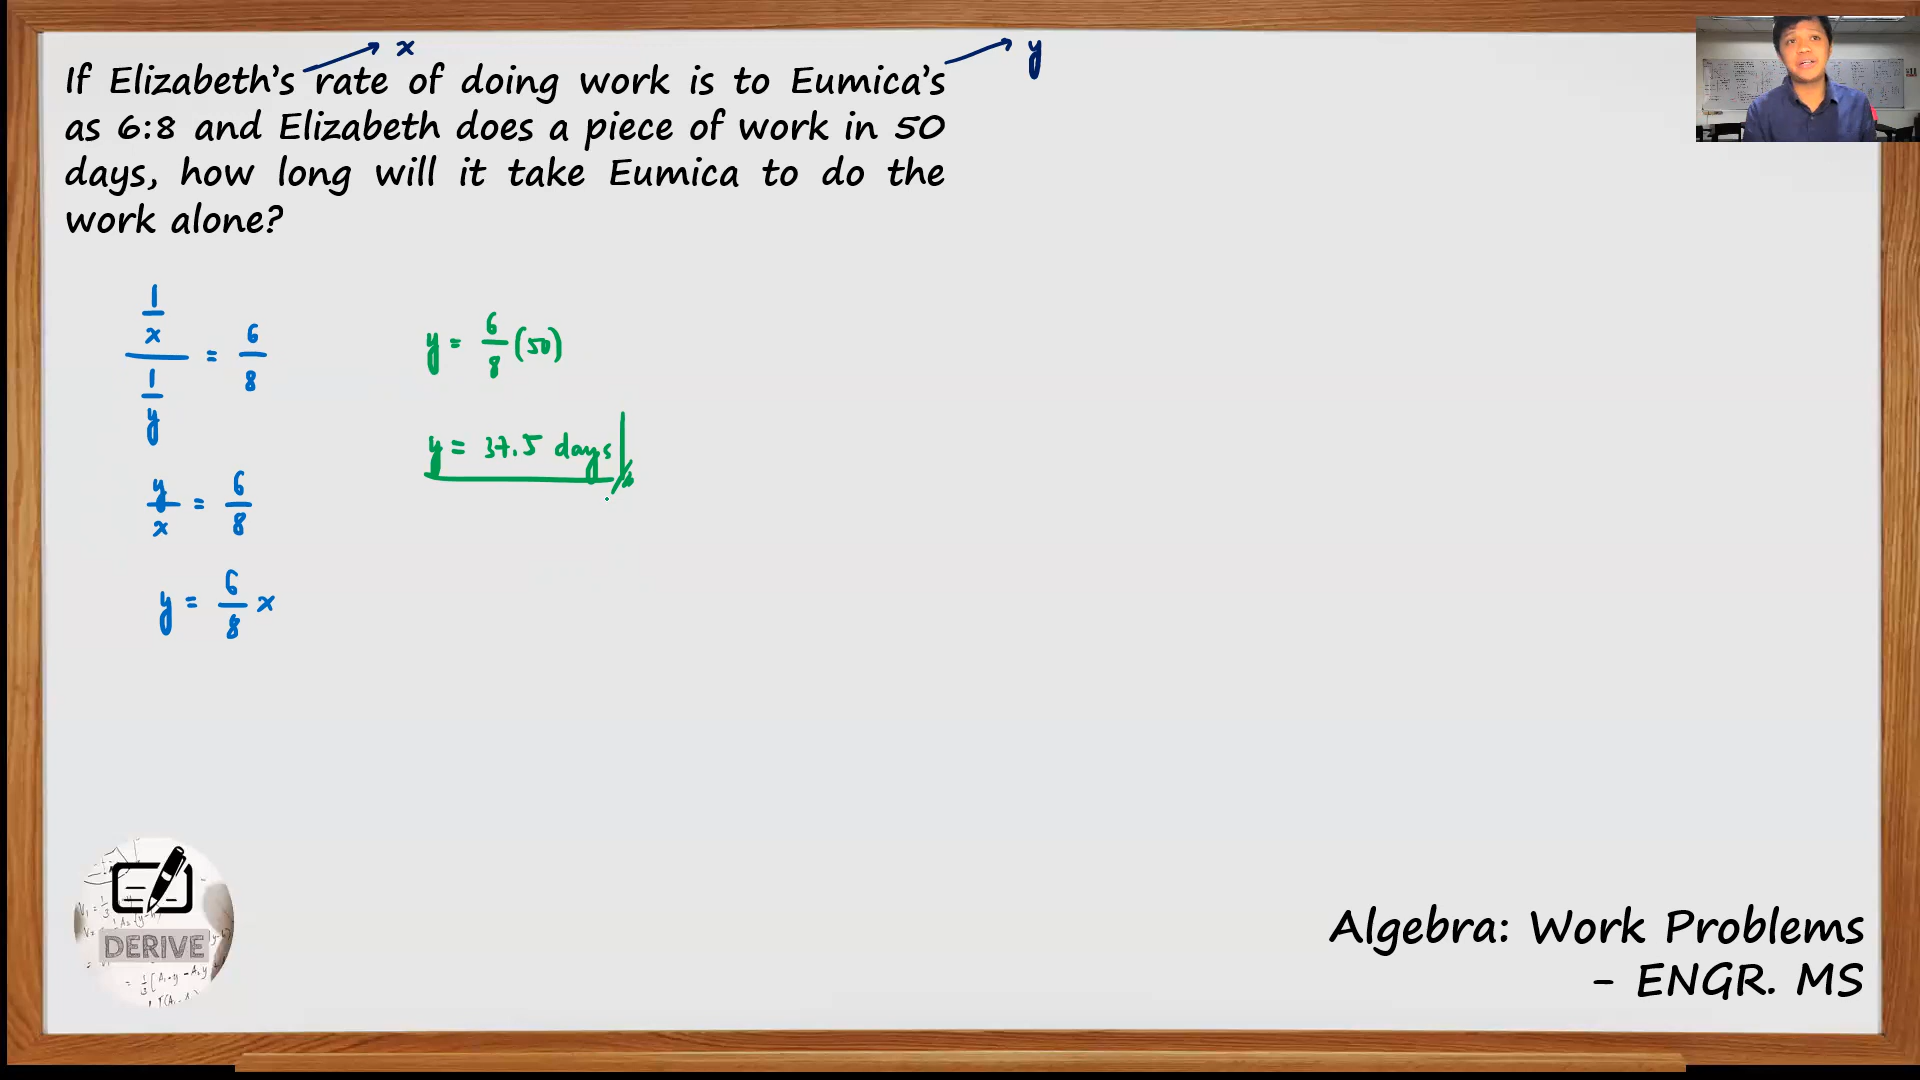 x
y
If Elizabeth's rate of doing work is to Eumica's
as 6:8 and Elizabeth does a piece of work in 50
days, how long will it take Eumica to do the
work alone?
1
x
1
y
= 6
8
y
x
= 6
8
y = 6
8 x
y = 6
8 (50)
y = 37.5 days
DERIVE
Algebra: Work Problems
- ENGR. MS